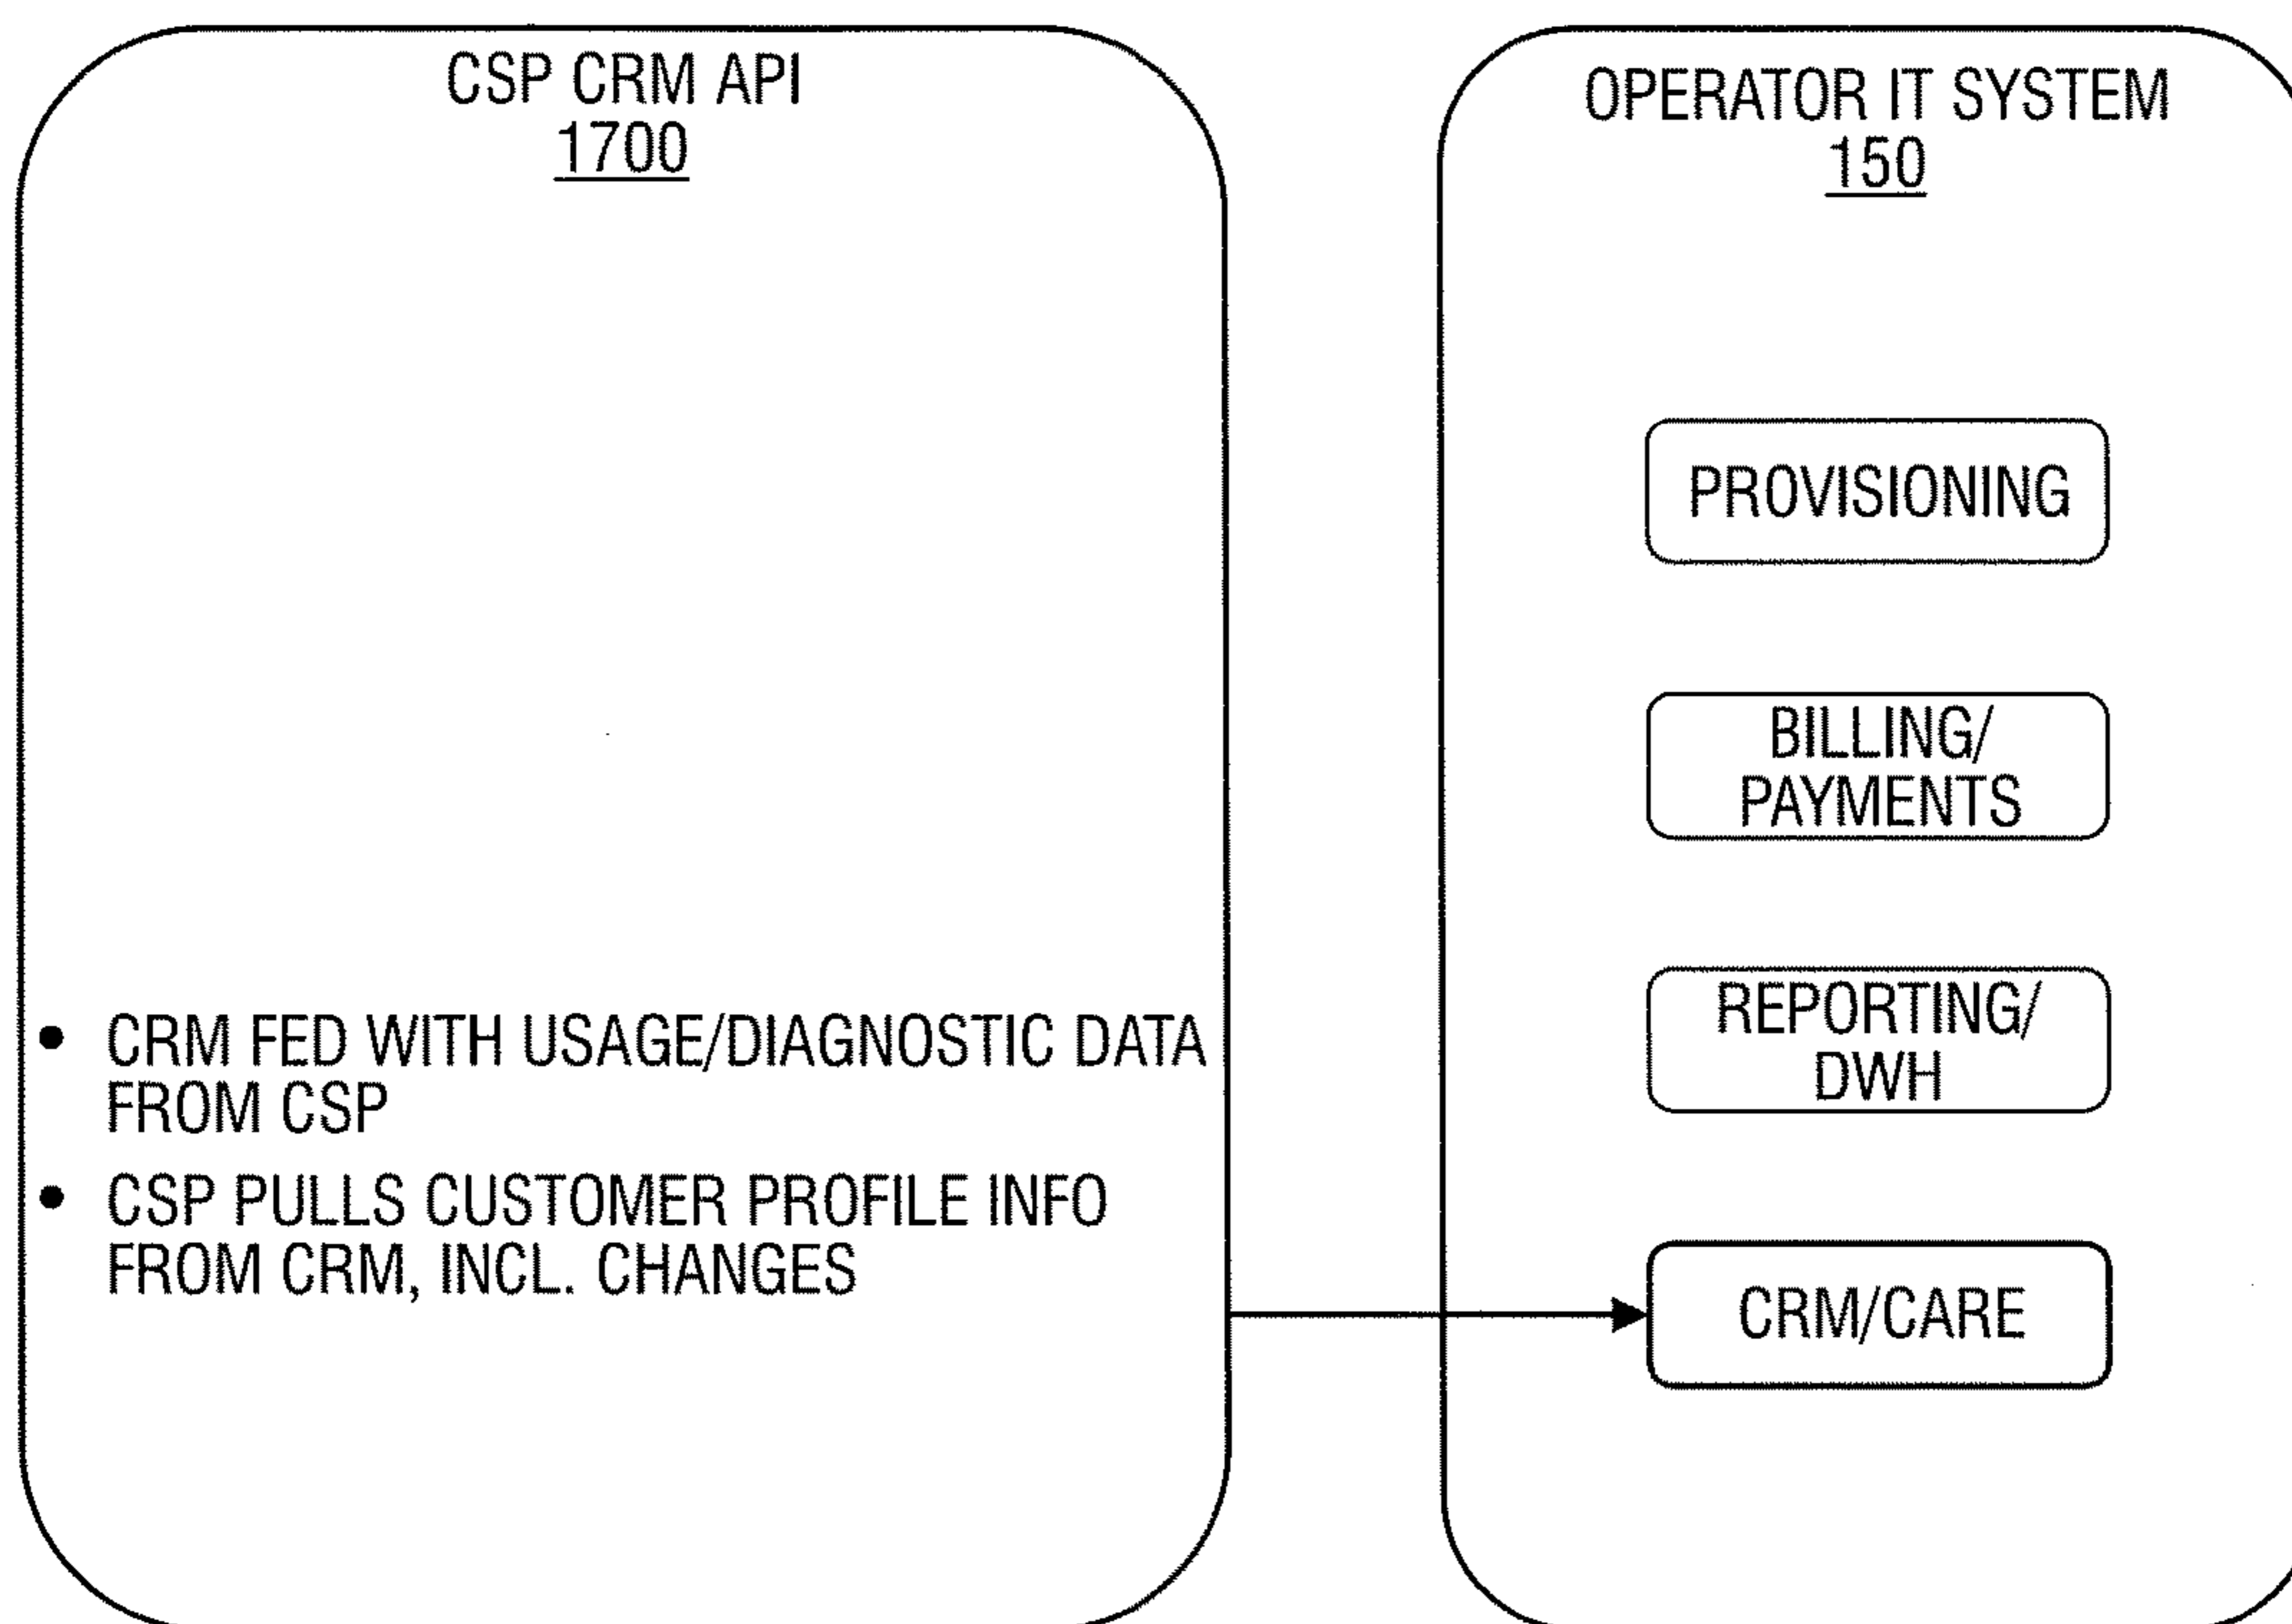 CSP CRM API
1700
• CRM FED WITH USAGE/DIAGNOSTIC DATA
FROM CSP
• CSP PULLS CUSTOMER PROFILE INFO
FROM CRM, INCL. CHANGES
OPERATOR IT SYSTEM
150
PROVISIONING
BILLING/
PAYMENTS
REPORTING/
DWH
CRM/CARE